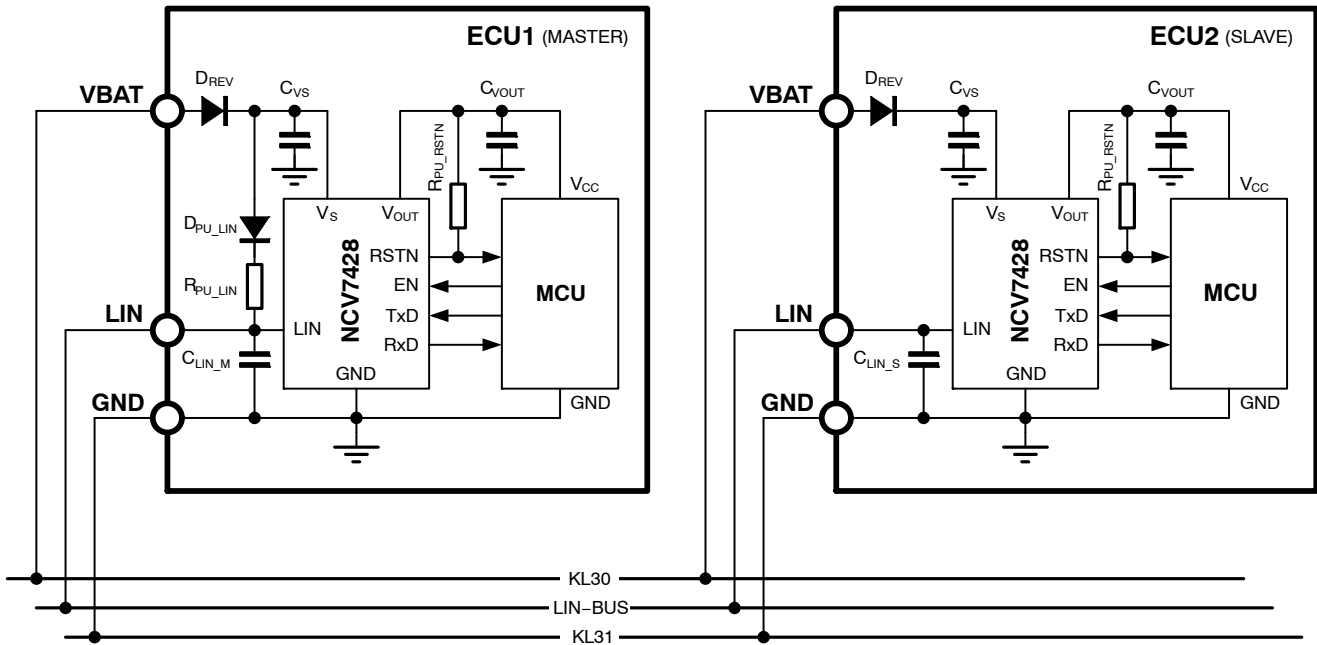 ECU1 (MASTER)
DREV
VBAT
CVS
CVOUT
RPU_RSTN
VCC
VS
VOUT
DPU_LIN
RSTN
NCV7428
EN
MCU
RPU_LIN
TxD
LIN
LIN
RxD
CLIN_M
GND
GND
GND
ECU2 (SLAVE)
DREV
VBAT
CVS
CVOUT
RPU_RSTN
VCC
VS
VOUT
RSTN
NCV7428
EN
MCU
TxD
LIN
LIN
RxD
CLIN_S
GND
GND
GND
KL30
LIN−BUS
KL31